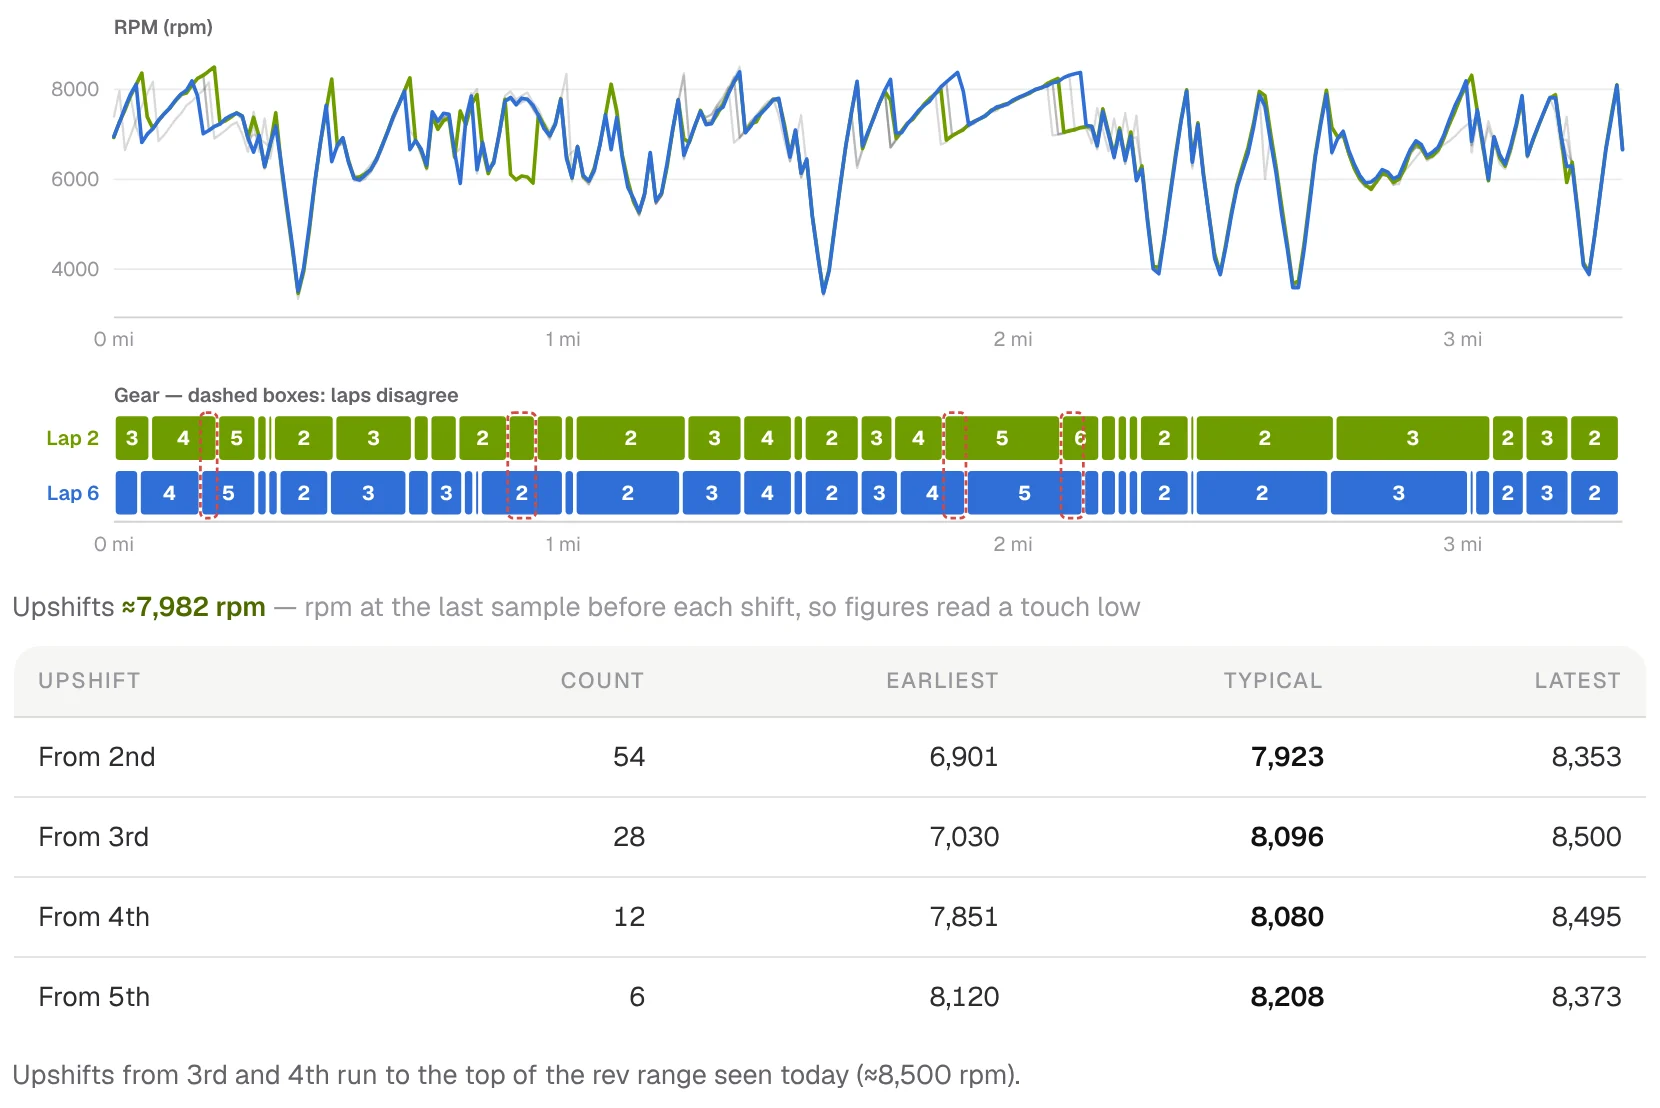 RPM (rpm)
8000
6000
4000
0 mi 1 mi 2 mi 3 mi
Gear — dashed boxes: laps disagree
Lap 2 3 4 5 2 3 2 2 3 4 2 3 4 5 6 2 2 3 2 3 2
Lap 6 4 5 2 3 3 2 2 3 4 2 3 4 5 2 2 3 2 3 2
0 mi 1 mi 2 mi 3 mi
Upshifts ≈7,982 rpm — rpm at the last sample before each shift, so figures read a touch low
UPSHIFT COUNT EARLIEST TYPICAL LATEST
From 2nd 54 6,901 7,923 8,353
From 3rd 28 7,030 8,096 8,500
From 4th 12 7,851 8,080 8,495
From 5th 6 8,120 8,208 8,373
Upshifts from 3rd and 4th run to the top of the rev range seen today (≈8,500 rpm).